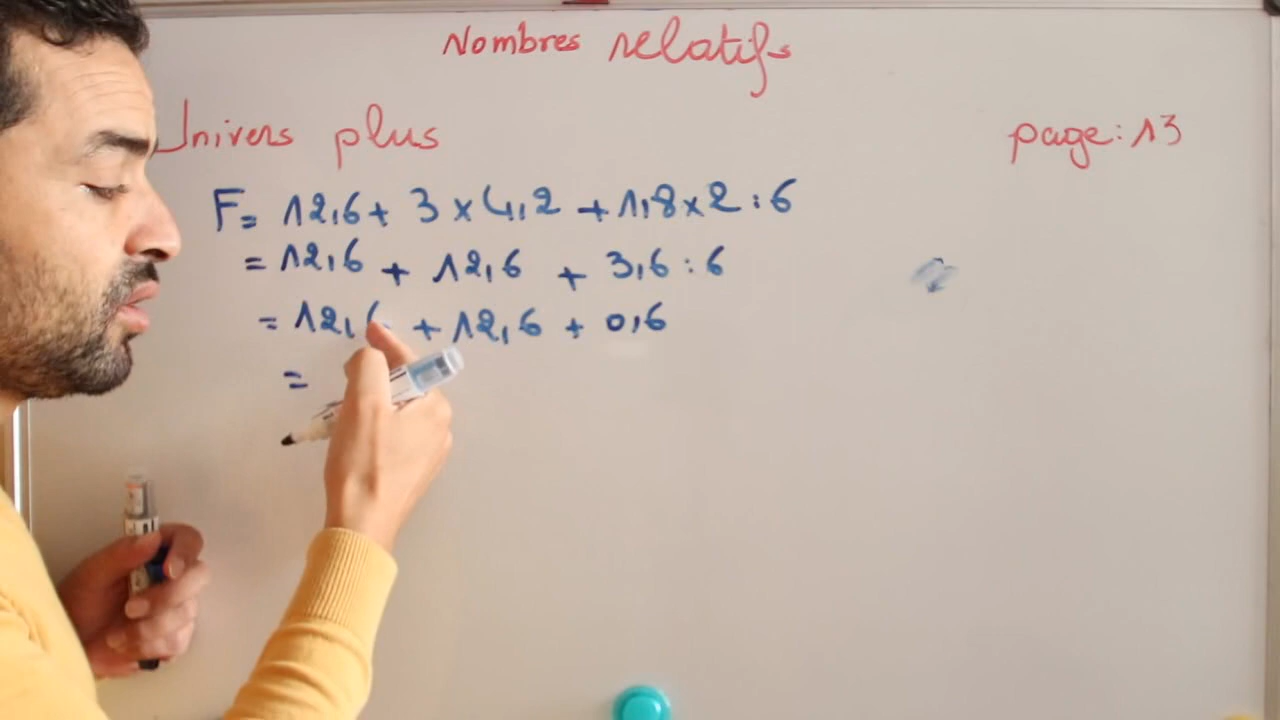 Nombres relatifs
Univers plus
page: 13
F= 12,6 + 3 × 4,2 + 1,8 × 2 : 6
= 12,6 + 12,6 + 3,6 : 6
= 12,6 + 12,6 + 0,6
=